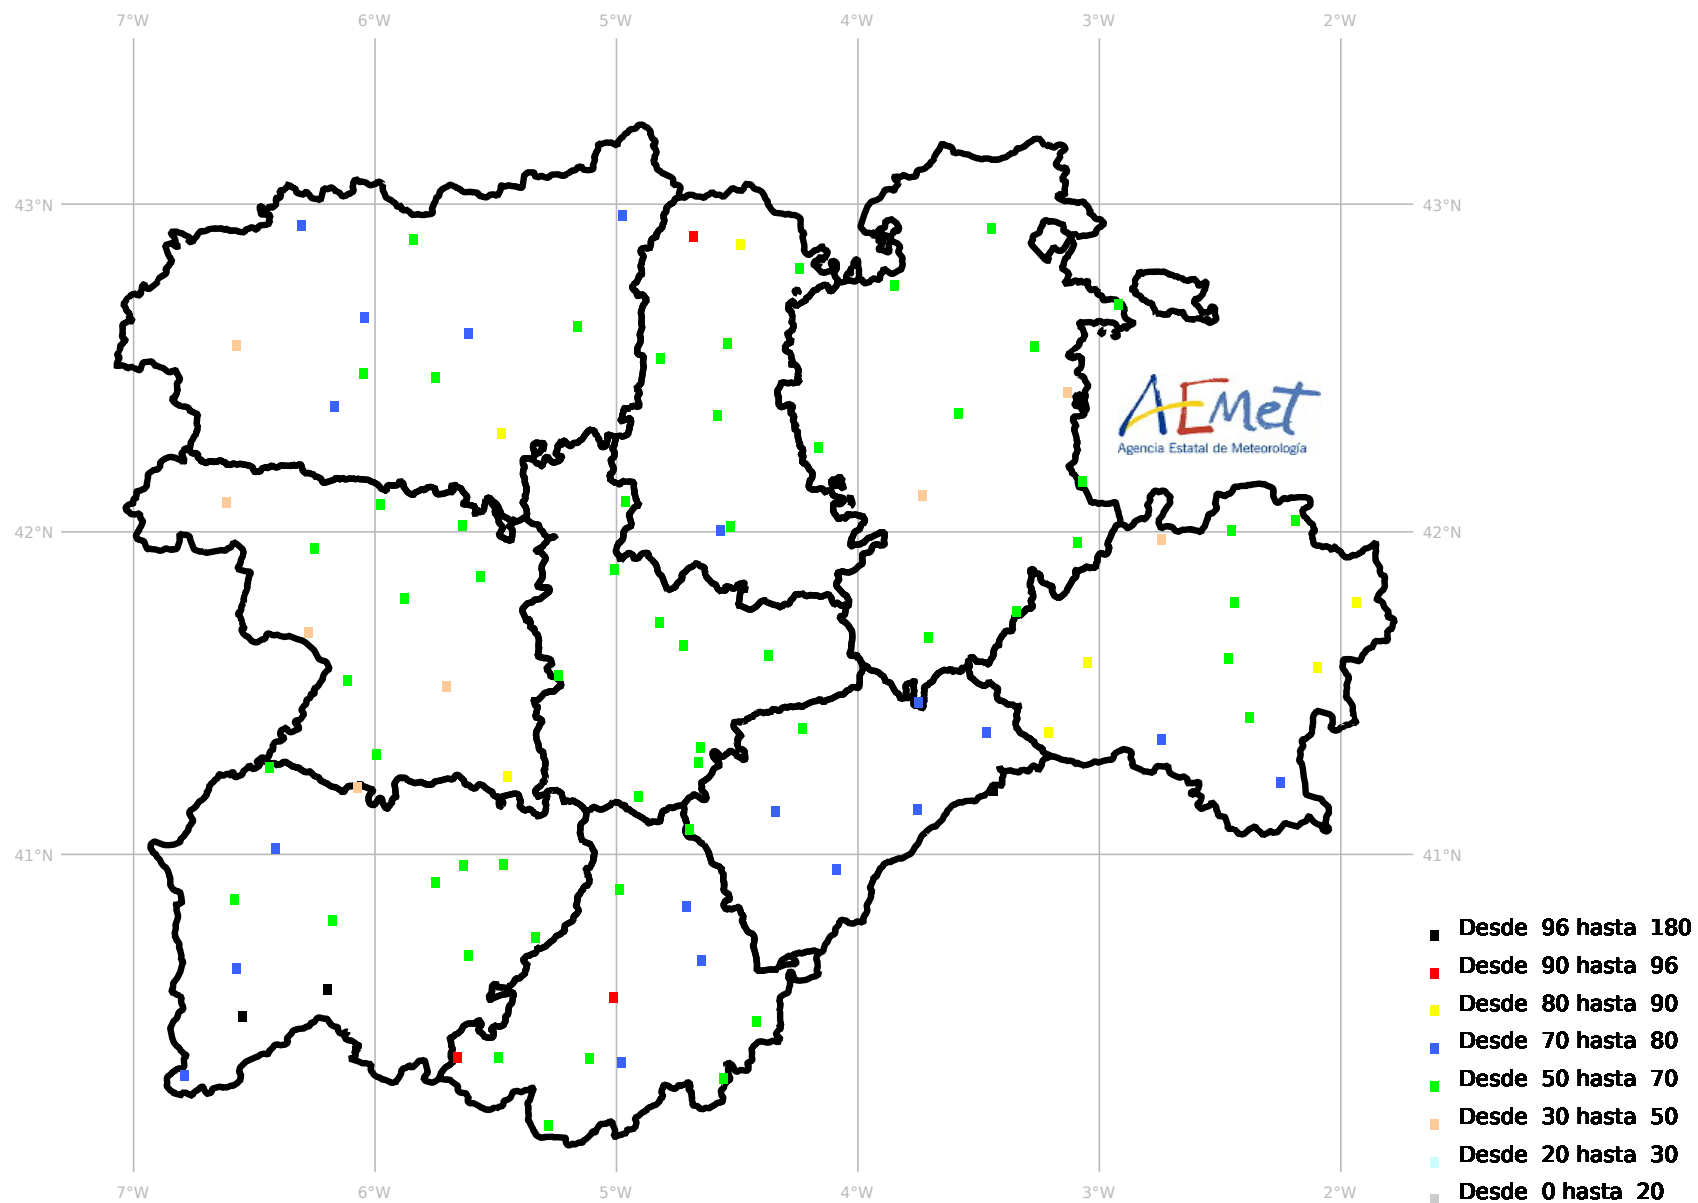 7°W 6°W 5°W 4°W 3°W 2°W
43°N 43°N
AEMet
Agencia Estatal de Meteorología
42°N 42°N
41°N 41°N
Desde 96 hasta 180
Desde 90 hasta 96
Desde 80 hasta 90
Desde 70 hasta 80
Desde 50 hasta 70
Desde 30 hasta 50
Desde 20 hasta 30
Desde 0 hasta 20
7°W 6°W 5°W 4°W 3°W 2°W